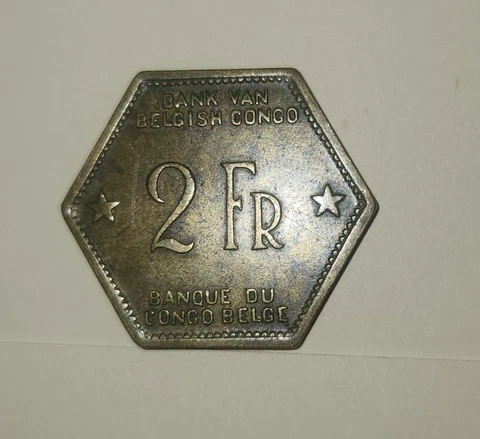 BANK VAN
BELGISH CONGO
2 FR
BANQUE DU
CONGO BELGE